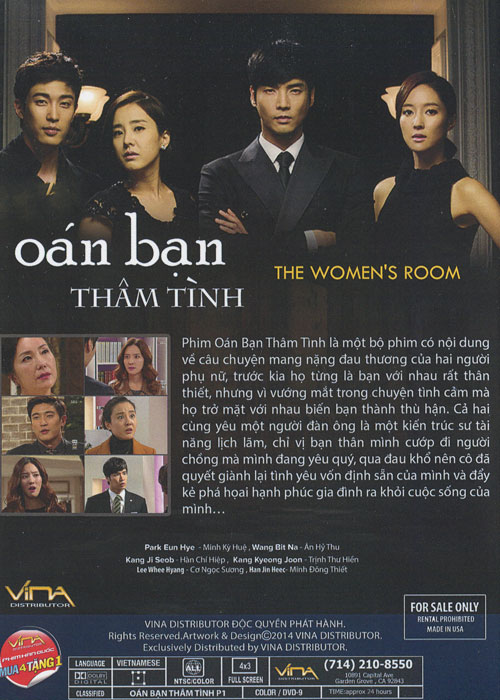 oán bạn
THÂM TÌNH
THE WOMEN'S ROOM
Phim Oán Bạn Thâm Tình là một bộ phim có nội dung
về câu chuyện mang nặng đau thương của hai người
phụ nữ, trước kia họ từng là bạn với nhau rất thân
thiết, nhưng vì vướng mắt trong chuyện tình cảm mà
họ trở mặt với nhau biến bạn thành thù hận. Cả hai
cùng yêu một người đàn ông là một kiến trúc sư tài
năng lịch lãm, chỉ vị bạn thân mình cướp đi người
chồng mà mình đang yêu quý, qua đau khổ nên cô đã
quyết giành lại tình yêu vốn định sẵn của mình và đẩy
kẻ phá hoại hạnh phúc gia đình ra khỏi cuộc sống của
mình...
Park Eun Hye - Minh Kỳ Huệ, Wang Bit Na- Ân Hỷ Thu
Kang Ji Seob - Hàn Chí Hiệp, Kang Kyeong Joon - Trịnh Thư Hiền
Lee Whee Hyang - Cơ Ngọc Sương, Han Jin Heec- Minh Đông Thiết
VINA
DISTRIBUTOR
FOR SALE ONLY
RENTAL PROHIBITED
MADE IN U.S.A
VINA DISTRIBUTOR ĐỘC QUYỀN PHÁT HÀNH.
Rights Reserved.Artwork & Design©2014 VINA DISTRIBUTOR.
Exclusively Distributed by VINA DISTRIBUTOR.
VINA
PHIM HÀN QUỐC
MUA 4 TẶNG 1
LANGUAGE
VIETNAMESE
DOLBY
DIGITAL
ALL
NTSC/COLOR
4x3
FULL SCREEN
VINA
DISTRIBUTOR
(714) 210-8550
10891 Capital Ave
Garden Grove, CA 92843
CLASSIFIED
OÁN BẠN THÂM TÌNH P1
COLOR / DVD-9
TIME:approx 24 hours